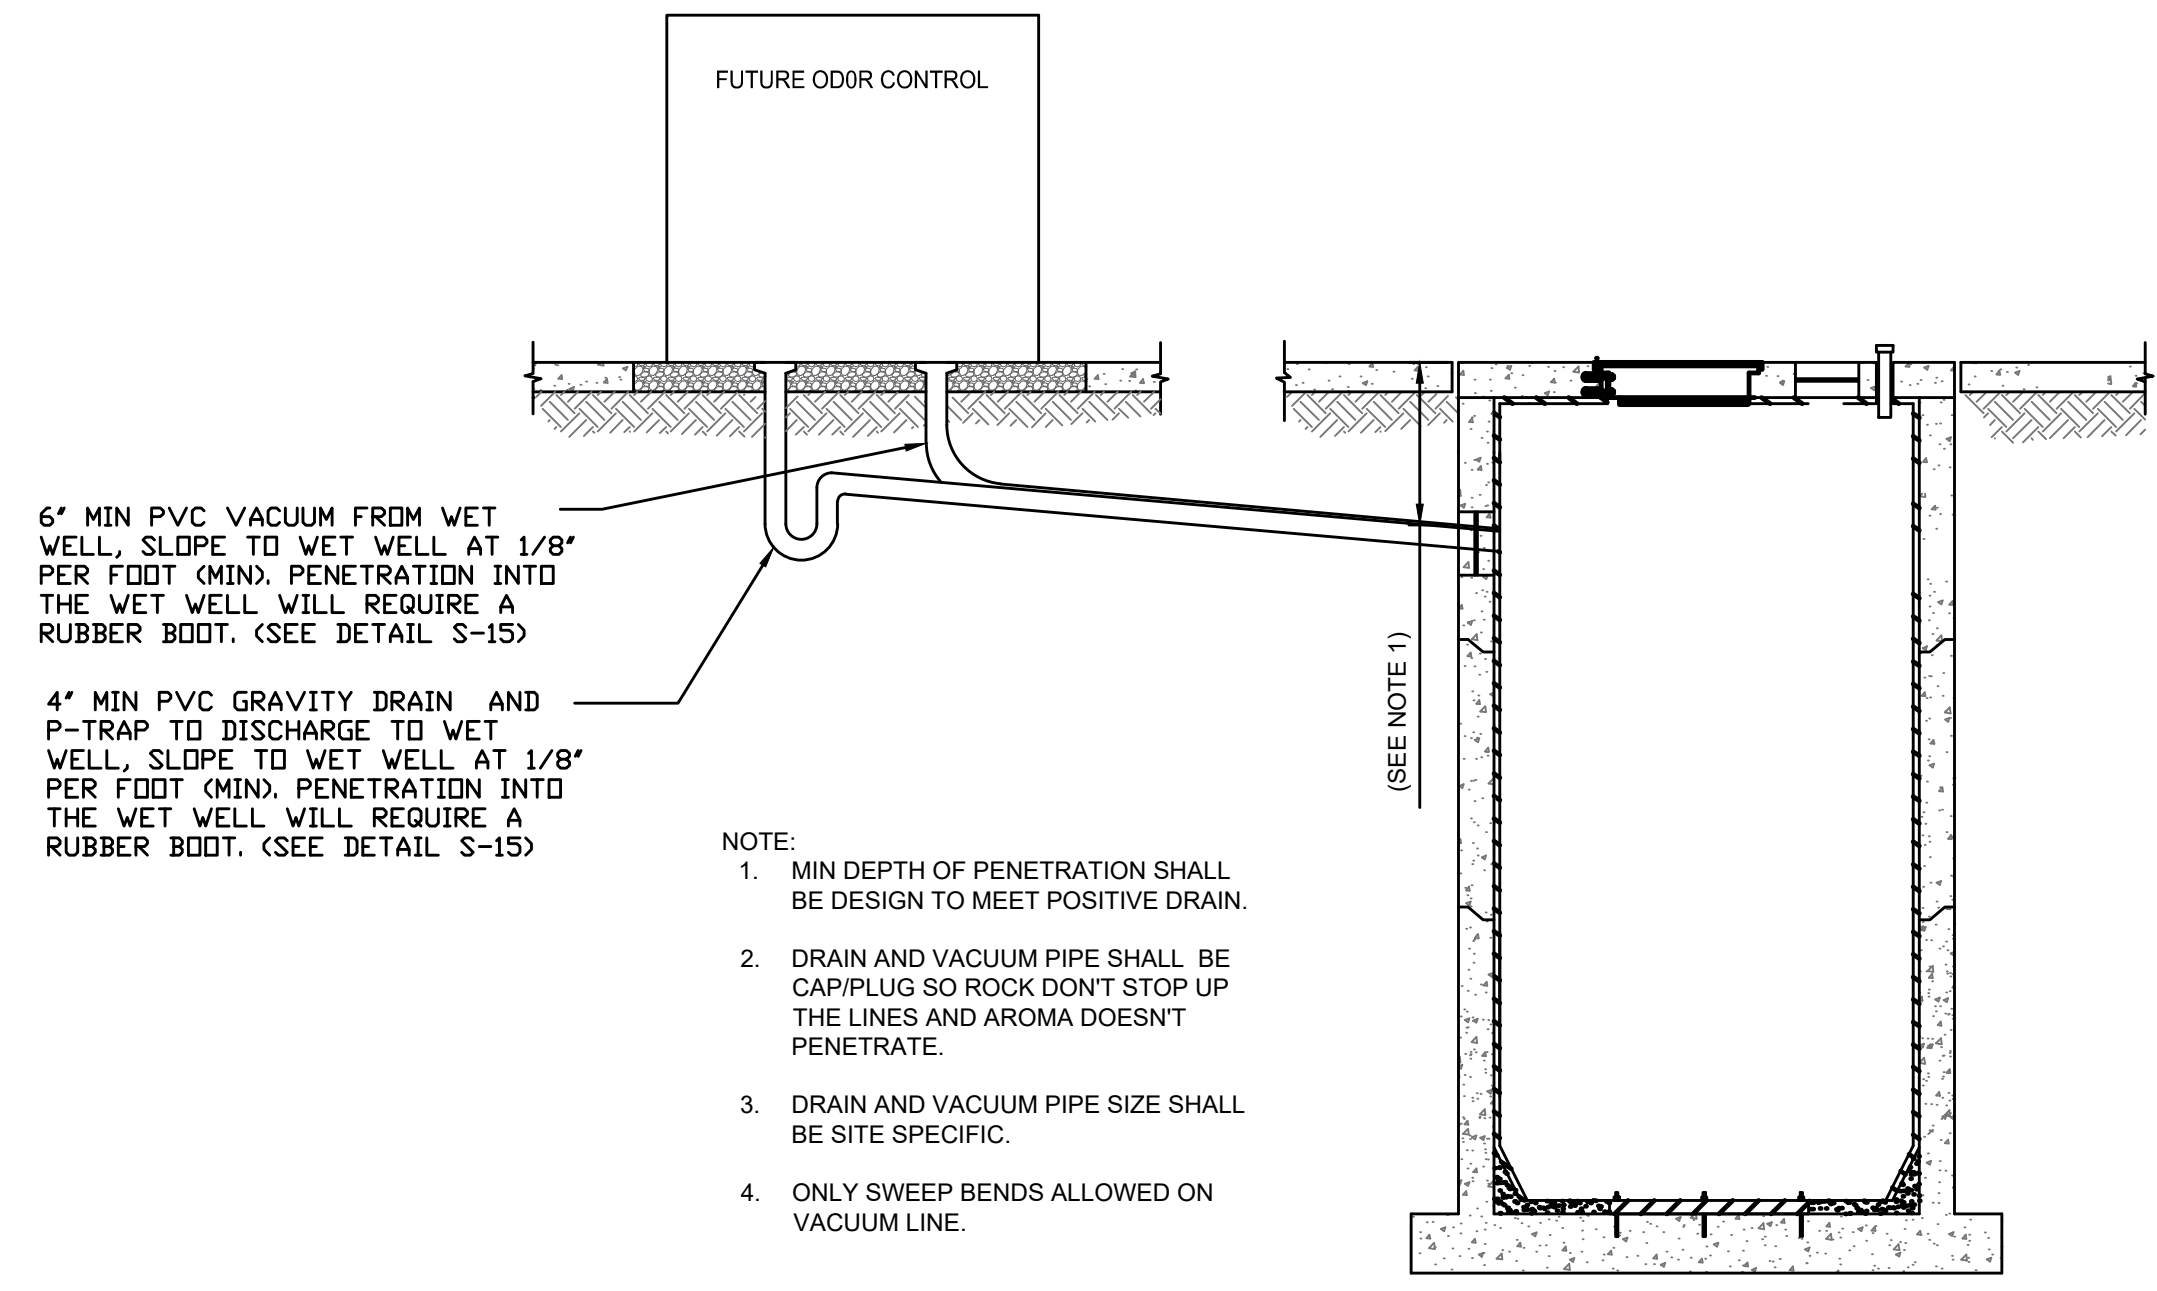 FUTURE OD0R CONTROL
6" MIN PVC VACUUM FROM WET
WELL, SLOPE TO WET WELL AT 1/8"
PER FOOT (MIN). PENETRATION INTO
THE WET WELL WILL REQUIRE A
RUBBER BOOT. (SEE DETAIL S-15)
4" MIN PVC GRAVITY DRAIN AND
P-TRAP TO DISCHARGE TO WET
WELL, SLOPE TO WET WELL AT 1/8"
PER FOOT (MIN). PENETRATION INTO
THE WET WELL WILL REQUIRE A
RUBBER BOOT. (SEE DETAIL S-15)
(SEE NOTE 1)
NOTE:
1. MIN DEPTH OF PENETRATION SHALL
BE DESIGN TO MEET POSITIVE DRAIN.
2. DRAIN AND VACUUM PIPE SHALL BE
CAP/PLUG SO ROCK DON'T STOP UP
THE LINES AND AROMA DOESN'T
PENETRATE.
3. DRAIN AND VACUUM PIPE SIZE SHALL
BE SITE SPECIFIC.
4. ONLY SWEEP BENDS ALLOWED ON
VACUUM LINE.